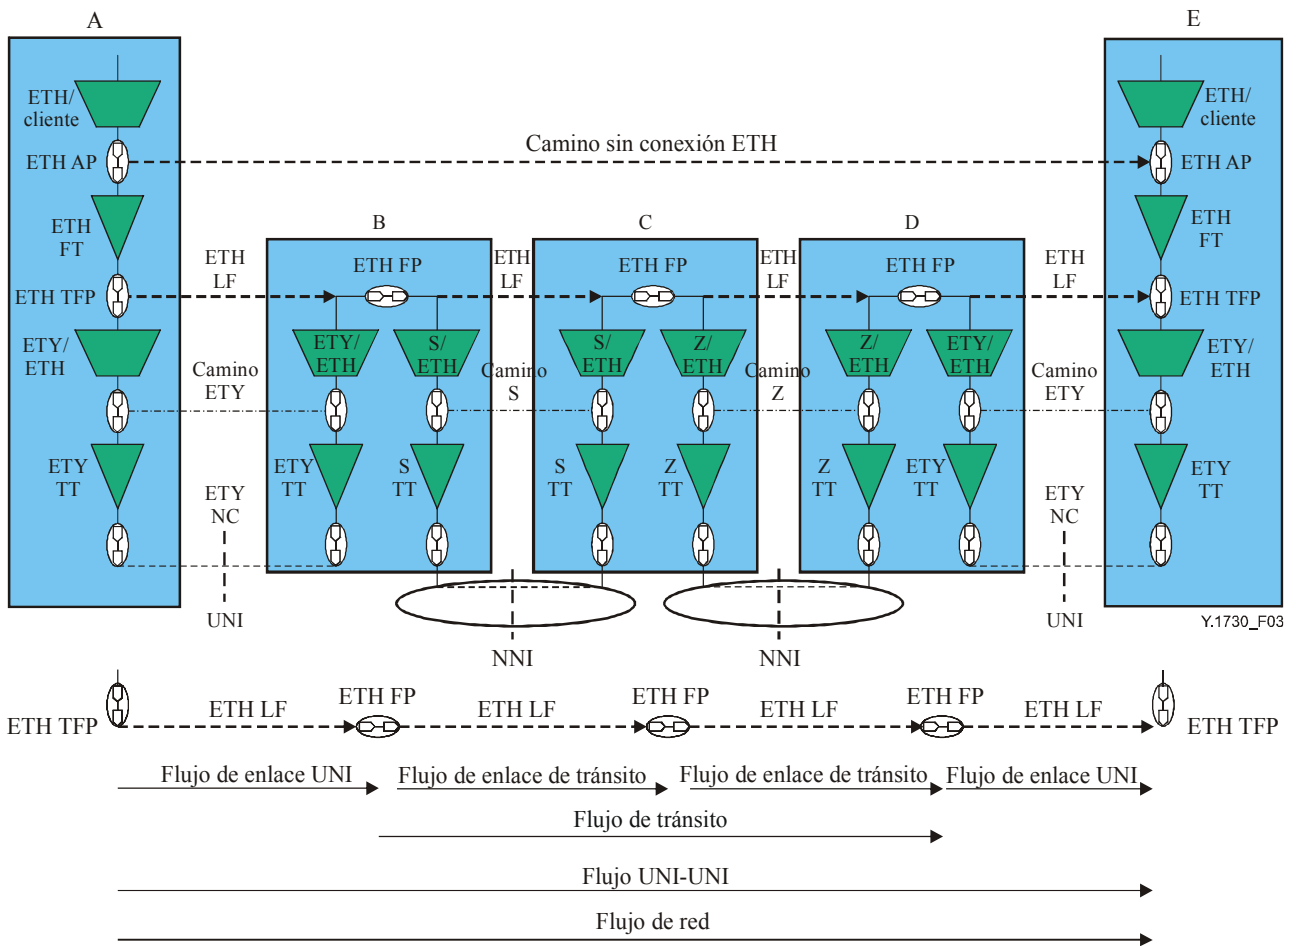 A
E
ETH/
cliente
ETH/
cliente
Camino sin conexión ETH
ETH AP
ETH AP
ETH
FT
ETH
FT
B
C
D
ETH
LF
ETH FP
ETH
LF
ETH FP
ETH
LF
ETH FP
ETH
LF
ETH TFP
ETH TFP
ETY/
ETH
ETY/
ETH
S/
ETH
S/
ETH
Z/
ETH
Z/
ETH
ETY/
ETH
ETY/
ETH
Camino
ETY
Camino
S
Camino
Z
Camino
ETY
ETY
TT
ETY
TT
S
TT
S
TT
Z
TT
Z
TT
ETY
TT
ETY
TT
ETY
NC
ETY
NC
UNI
UNI
Y.1730_F03
NNI
NNI
ETH TFP
ETH LF
ETH FP
ETH LF
ETH FP
ETH LF
ETH FP
ETH LF
ETH TFP
Flujo de enlace UNI
Flujo de enlace de tránsito
Flujo de enlace de tránsito
Flujo de enlace UNI
Flujo de tránsito
Flujo UNI-UNI
Flujo de red